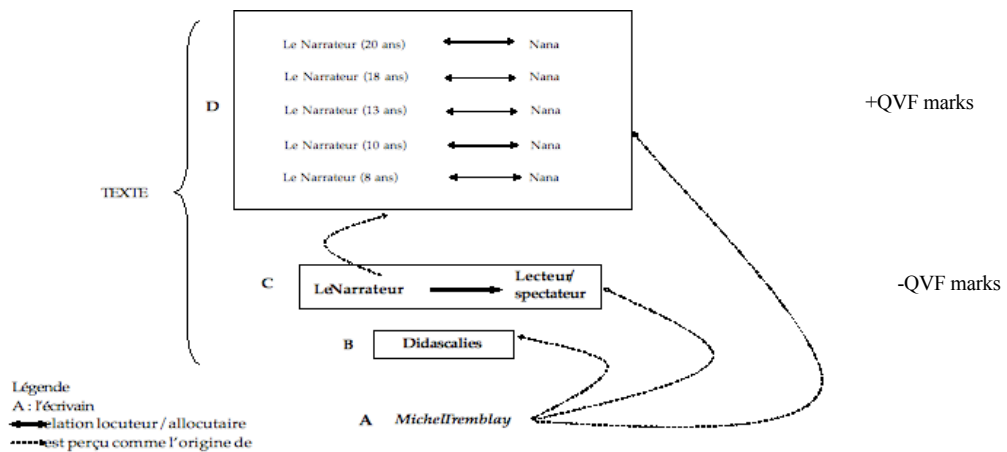 Le Narrateur (20 ans) Nana
Le Narrateur (18 ans) Nana
D
Le Narrateur (13 ans) Nana
+QVF marks
Le Narrateur (10 ans) Nana
Le Narrateur (8 ans) Nana
TEXTE
C
LeNarrateur
Lecteur/
spectateur
-QVF marks
B
Didascalies
Légende
A : l'écrivain
elation locuteur / allocutaire
est perçu comme l'origine de
A MichelTremblay